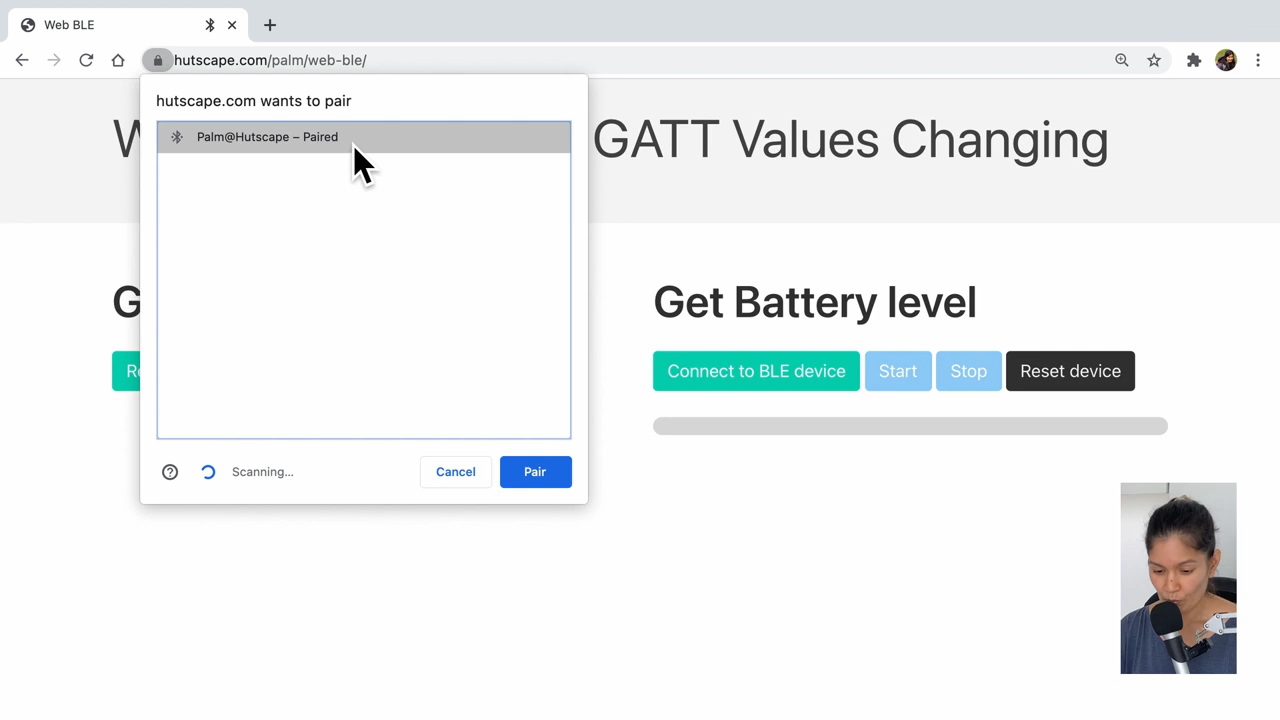 Web BLE
hutscape.com/palm/web-ble/
hutscape.com wants to pair
Palm@Hutscape – Paired
Scanning...
Cancel
Pair
GATT Values Changing
Get Battery level
Connect to BLE device
Start
Stop
Reset device